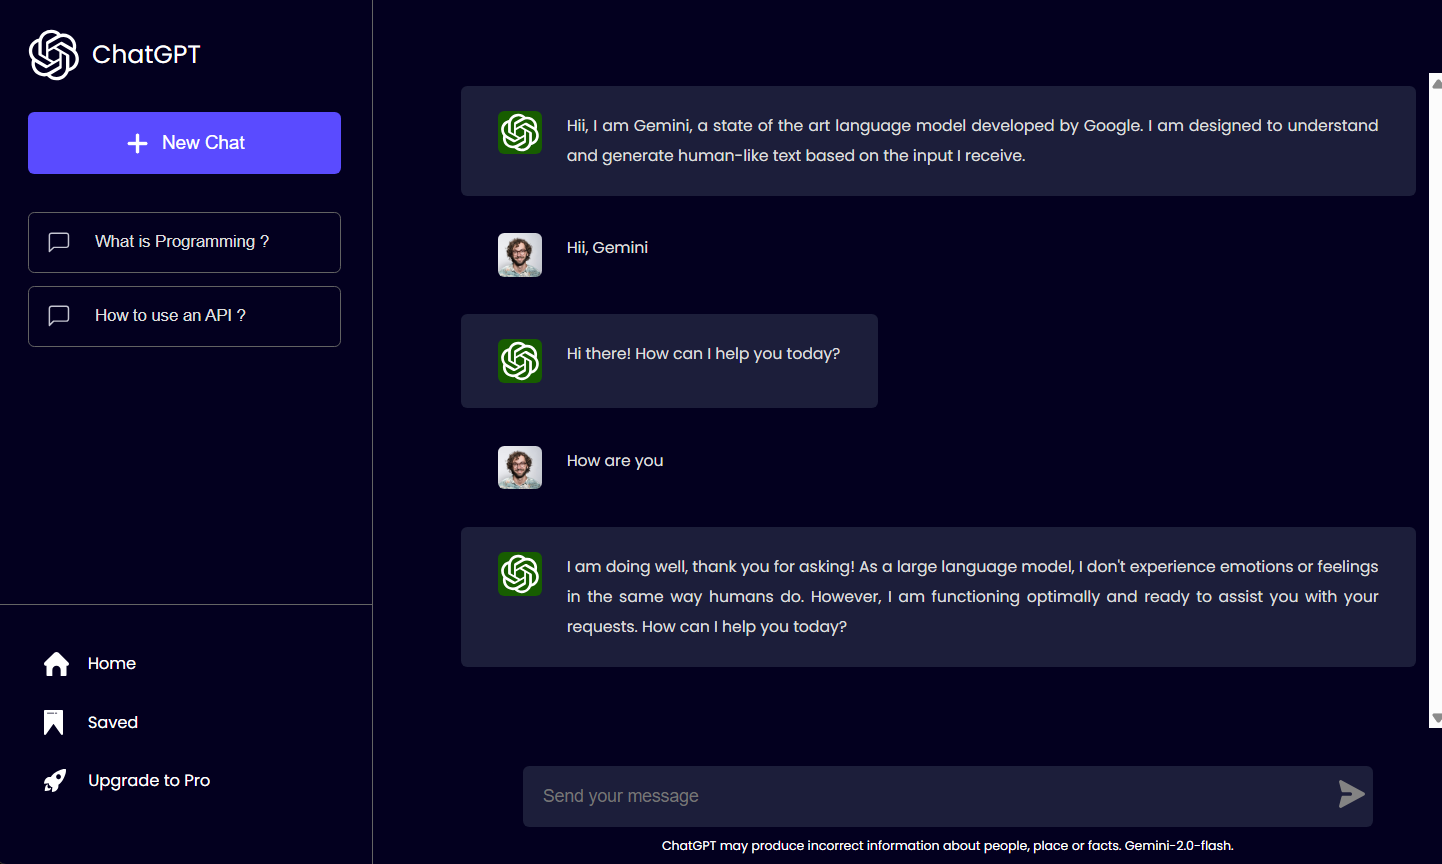 ChatGPT
New Chat
What is Programming ?
How to use an API ?
Home
Saved
Upgrade to Pro
Hii, I am Gemini, a state of the art language model developed by Google. I am designed to understand
and generate human-like text based on the input I receive.
Hii, Gemini
Hi there! How can I help you today?
How are you
I am doing well, thank you for asking! As a large language model, I don't experience emotions or feelings
in the same way humans do. However, I am functioning optimally and ready to assist you with your
requests. How can I help you today?
Send your message
ChatGPT may produce incorrect information about people, place or facts. Gemini-2.0-flash.